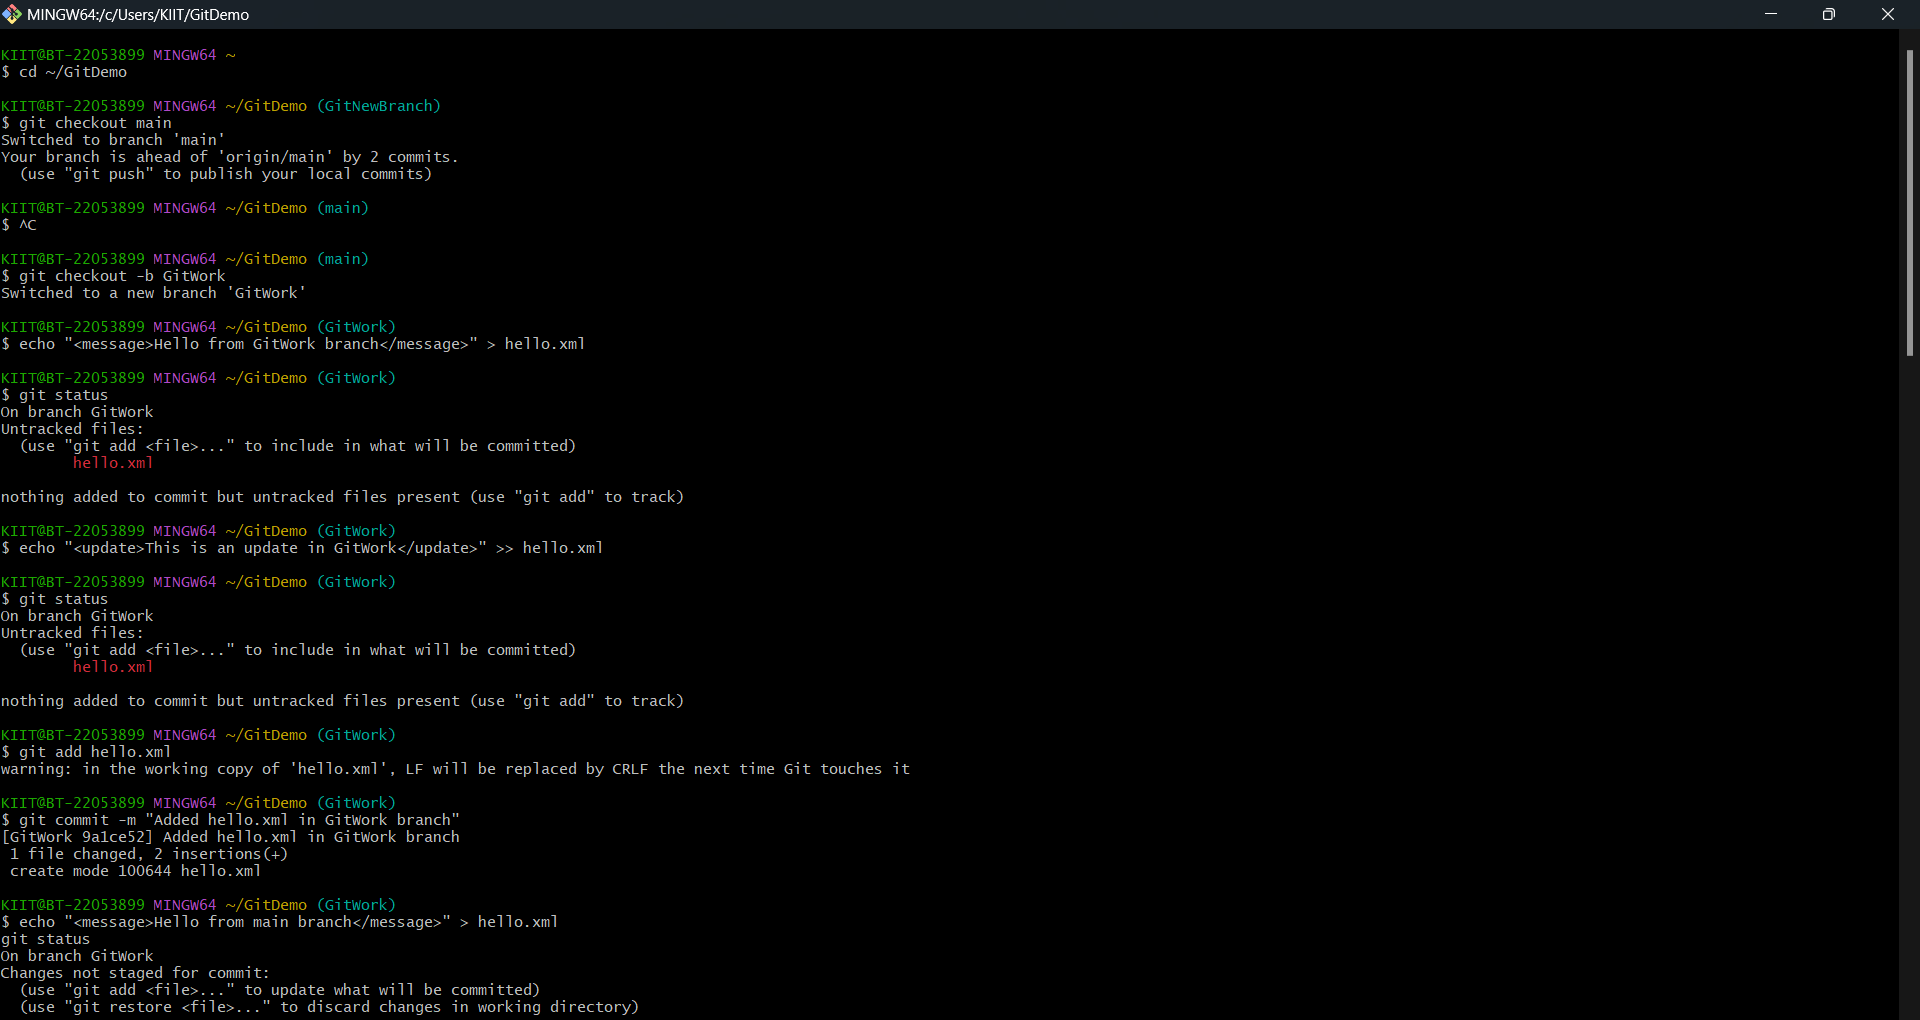 MINGW64:/c/Users/KIIT/GitDemo
KIIT@BT-22053899 MINGW64 ~
$ cd ~/GitDemo
KIIT@BT-22053899 MINGW64 ~/GitDemo (GitNewBranch)
$ git checkout main
Switched to branch 'main'
Your branch is ahead of 'origin/main' by 2 commits.
  (use "git push" to publish your local commits)
KIIT@BT-22053899 MINGW64 ~/GitDemo (main)
$ ^C
KIIT@BT-22053899 MINGW64 ~/GitDemo (main)
$ git checkout -b GitWork
Switched to a new branch 'GitWork'
KIIT@BT-22053899 MINGW64 ~/GitDemo (GitWork)
$ echo "<message>Hello from GitWork branch</message>" > hello.xml
KIIT@BT-22053899 MINGW64 ~/GitDemo (GitWork)
$ git status
On branch GitWork
Untracked files:
  (use "git add <file>..." to include in what will be committed)
        hello.xml
nothing added to commit but untracked files present (use "git add" to track)
KIIT@BT-22053899 MINGW64 ~/GitDemo (GitWork)
$ echo "<update>This is an update in GitWork</update>" >> hello.xml
KIIT@BT-22053899 MINGW64 ~/GitDemo (GitWork)
$ git status
On branch GitWork
Untracked files:
  (use "git add <file>..." to include in what will be committed)
        hello.xml
nothing added to commit but untracked files present (use "git add" to track)
KIIT@BT-22053899 MINGW64 ~/GitDemo (GitWork)
$ git add hello.xml
warning: in the working copy of 'hello.xml', LF will be replaced by CRLF the next time Git touches it
KIIT@BT-22053899 MINGW64 ~/GitDemo (GitWork)
$ git commit -m "Added hello.xml in GitWork branch"
[GitWork 9a1ce52] Added hello.xml in GitWork branch
 1 file changed, 2 insertions(+)
 create mode 100644 hello.xml
KIIT@BT-22053899 MINGW64 ~/GitDemo (GitWork)
$ echo "<message>Hello from main branch</message>" > hello.xml
git status
On branch GitWork
Changes not staged for commit:
  (use "git add <file>..." to update what will be committed)
  (use "git restore <file>..." to discard changes in working directory)